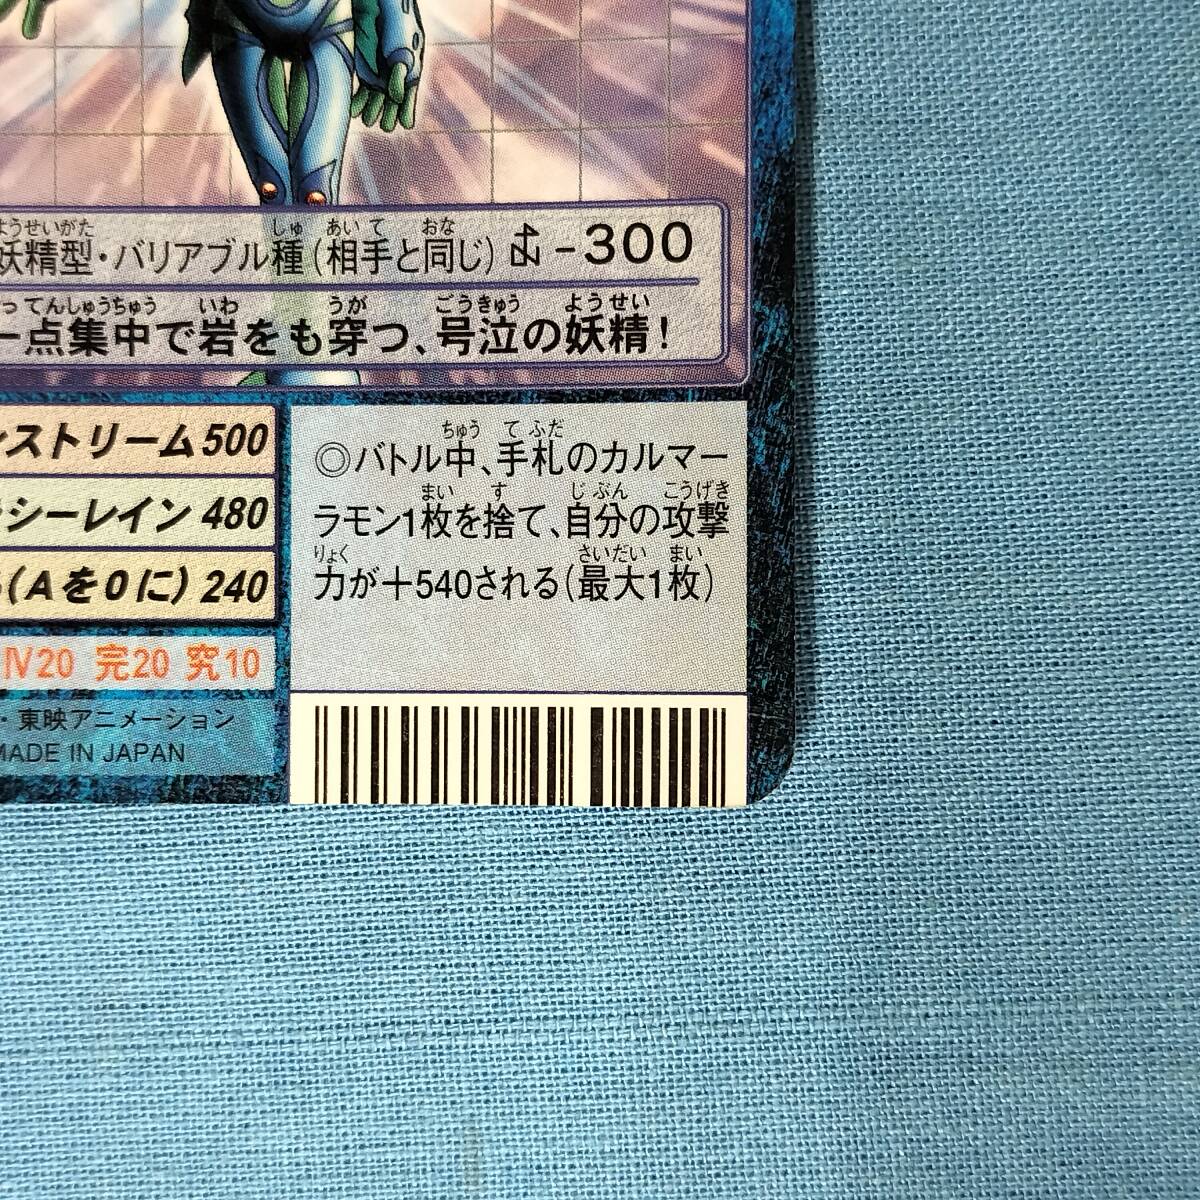 ようせいがた しゅ あい て おな
妖精型・バリアブル種(相手と同じ) -300
ってんしゅうちゅう いわ うが ごうきゅう ようせい
一点集中で岩をも穿つ、号泣の妖精!
ストリーム500
シーレイン 480
(Aを0に) 240
Ⅳ20 完20 究10
・東映アニメーション
MADE IN JAPAN
ちゅう て ふだ
◎バトル中、手札のカルマー
まい す じ ぶん こうげき
ラモン1枚を捨て、自分の攻撃
りょく さいだい まい
力が+540される(最大1枚)